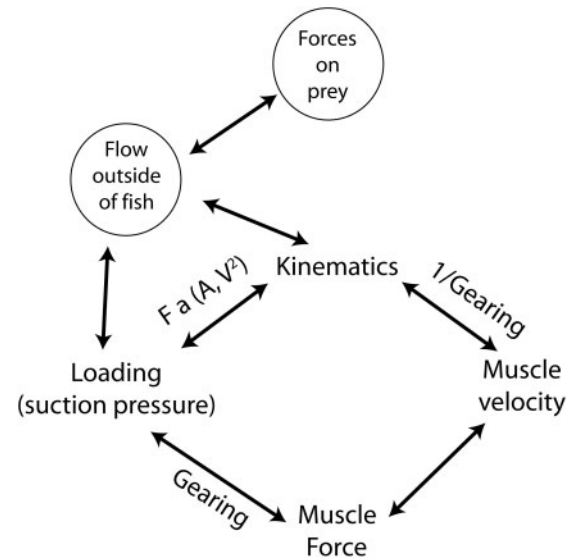 Forces
on
prey
Flow
outside
of fish
Kinematics
F a (A, V²)
1/Gearing
Loading
(suction pressure)
Muscle
velocity
Gearing
Muscle
Force